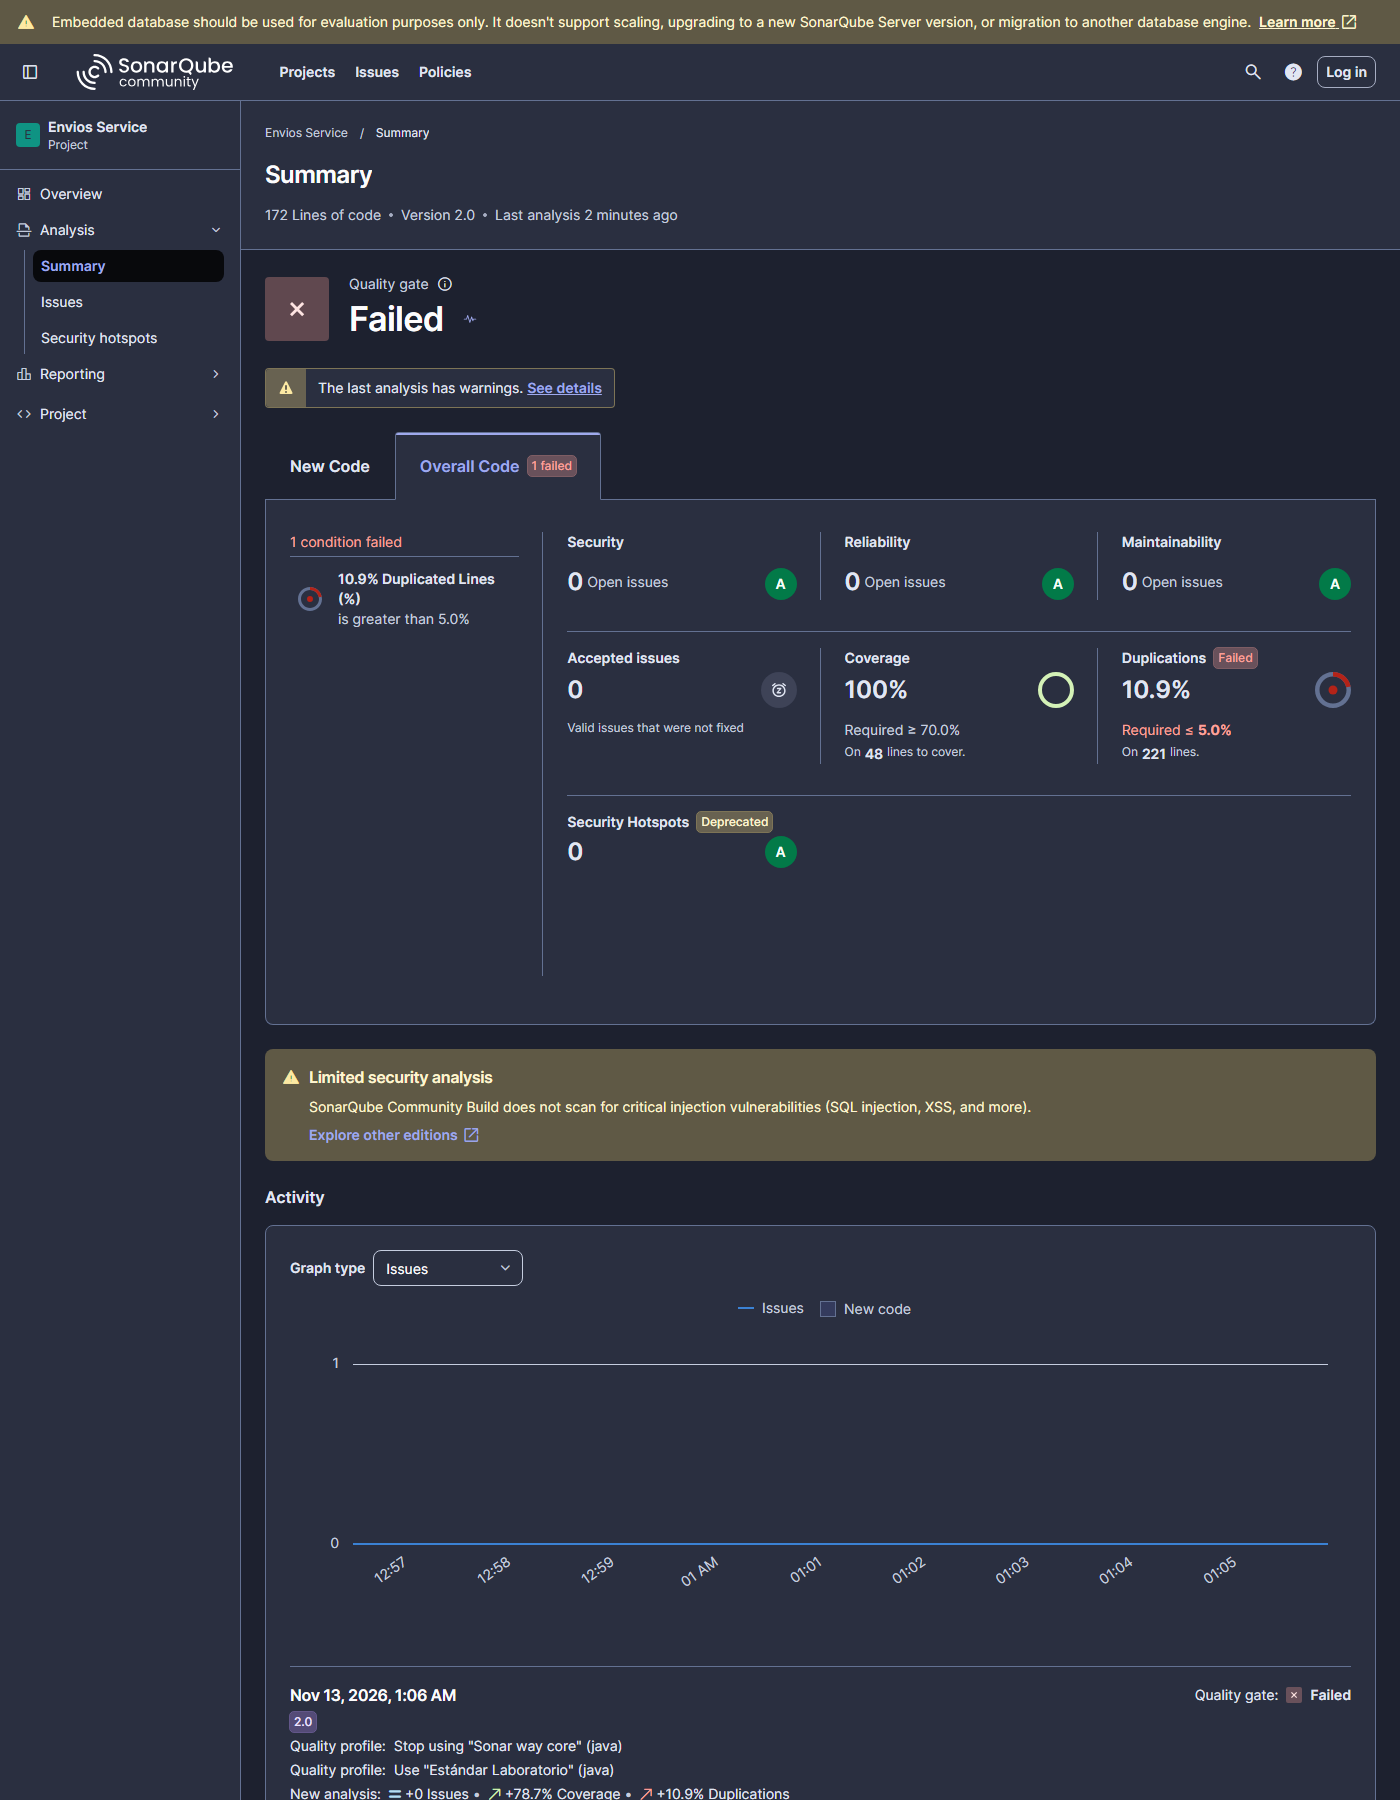 Embedded database should be used for evaluation purposes only. It doesn't support scaling, upgrading to a new SonarQube Server version, or migration to another database engine. Learn more
SonarQube community
Projects Issues Policies
? Log in
E Envios Service
Project
Overview
Analysis
Summary
Issues
Security hotspots
Reporting
Project
Envios Service / Summary
Summary
172 Lines of code • Version 2.0 • Last analysis 2 minutes ago
Quality gate
Failed
The last analysis has warnings. See details
New Code
Overall Code 1 failed
1 condition failed
10.9% Duplicated Lines
(%)
is greater than 5.0%
Security
0 Open issues A
Reliability
0 Open issues A
Maintainability
0 Open issues A
Accepted issues
0
Valid issues that were not fixed
Coverage
100%
Required ≥ 70.0%
On 48 lines to cover.
Duplications Failed
10.9%
Required ≤ 5.0%
On 221 lines.
Security Hotspots Deprecated
0 A
Limited security analysis
SonarQube Community Build does not scan for critical injection vulnerabilities (SQL injection, XSS, and more).
Explore other editions
Activity
Graph type Issues
Issues New code
1
0
12:57 12:58 12:59 01 AM 01:01 01:02 01:03 01:04 01:05
Nov 13, 2026, 1:06 AM Quality gate: Failed
2.0
Quality profile: Stop using "Sonar way core" (java)
Quality profile: Use "Estándar Laboratorio" (java)
New analysis: +0 Issues • +78.7% Coverage • +10.9% Duplications